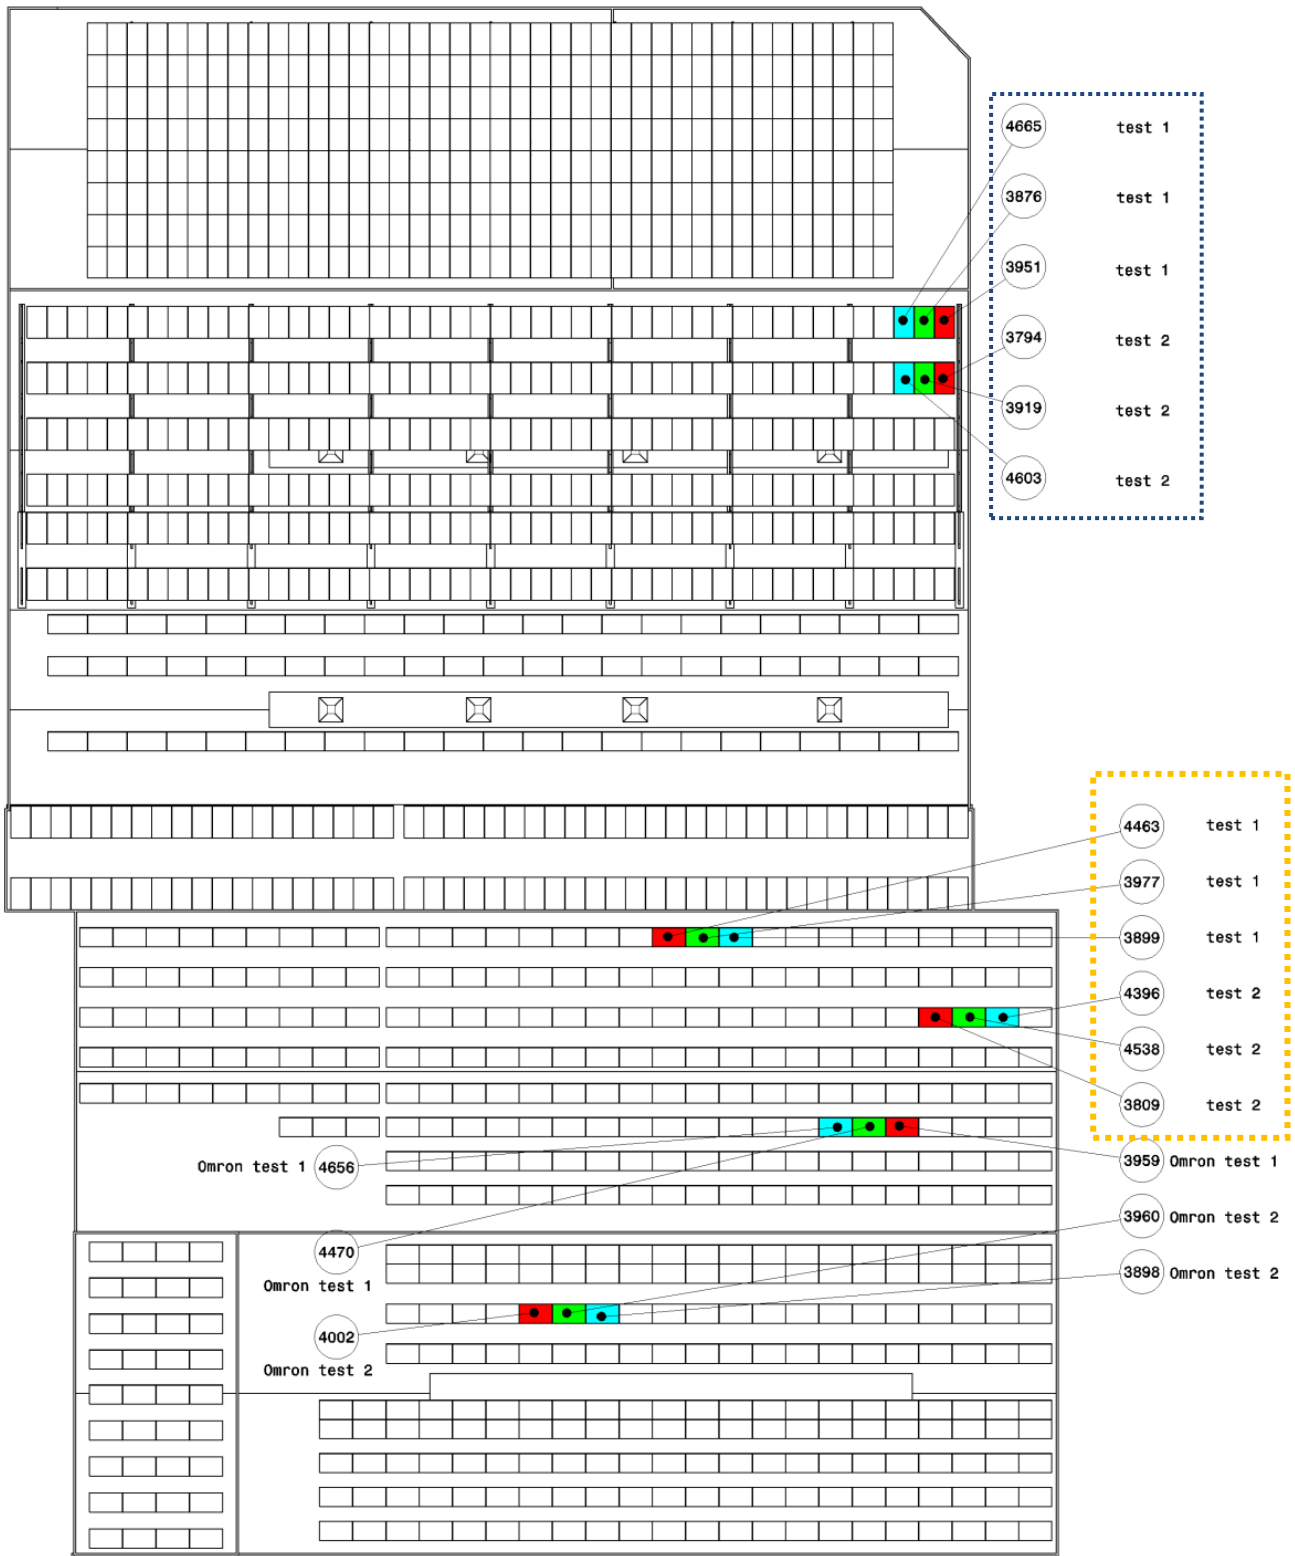 4665 test 1
3876 test 1
3951 test 1
3794 test 2
3919 test 2
4603 test 2
4463 test 1
3977 test 1
3899 test 1
4396 test 2
4538 test 2
3809 test 2
Omron test 1 4656
3959 Omron test 1
3960 Omron test 2
4470
Omron test 1
3898 Omron test 2
4002
Omron test 2